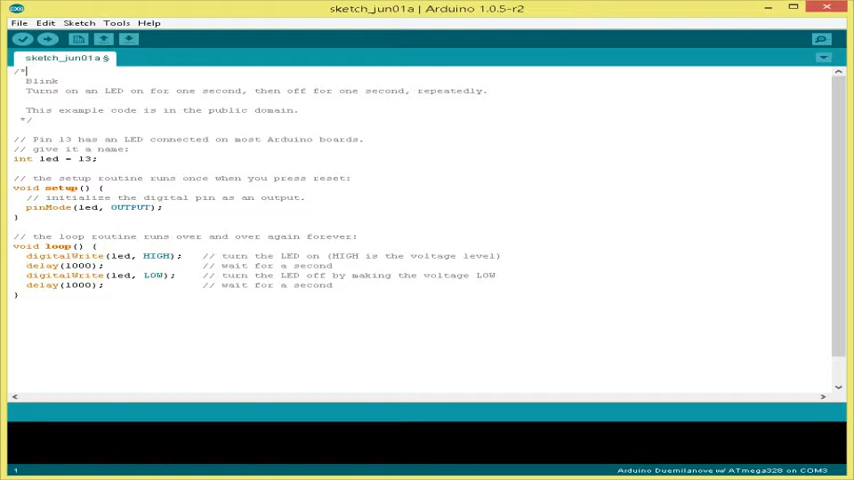 sketch_jun01a | Arduino 1.0.5-r2
File Edit Sketch Tools Help
sketch_jun01a §
/*
Blink
Turns on an LED on for one second, then off for one second, repeatedly.
This example code is in the public domain.
*/
// Pin 13 has an LED connected on most Arduino boards.
// give it a name:
int led = 13;
// the setup routine runs once when you press reset:
void setup() {
// initialize the digital pin as an output.
pinMode(led, OUTPUT);
}
// the loop routine runs over and over again forever:
void loop() {
digitalWrite(led, HIGH); // turn the LED on (HIGH is the voltage level)
delay(1000); // wait for a second
digitalWrite(led, LOW); // turn the LED off by making the voltage LOW
delay(1000); // wait for a second
}
1 Arduino Duemilanove w/ ATmega328 on COM3